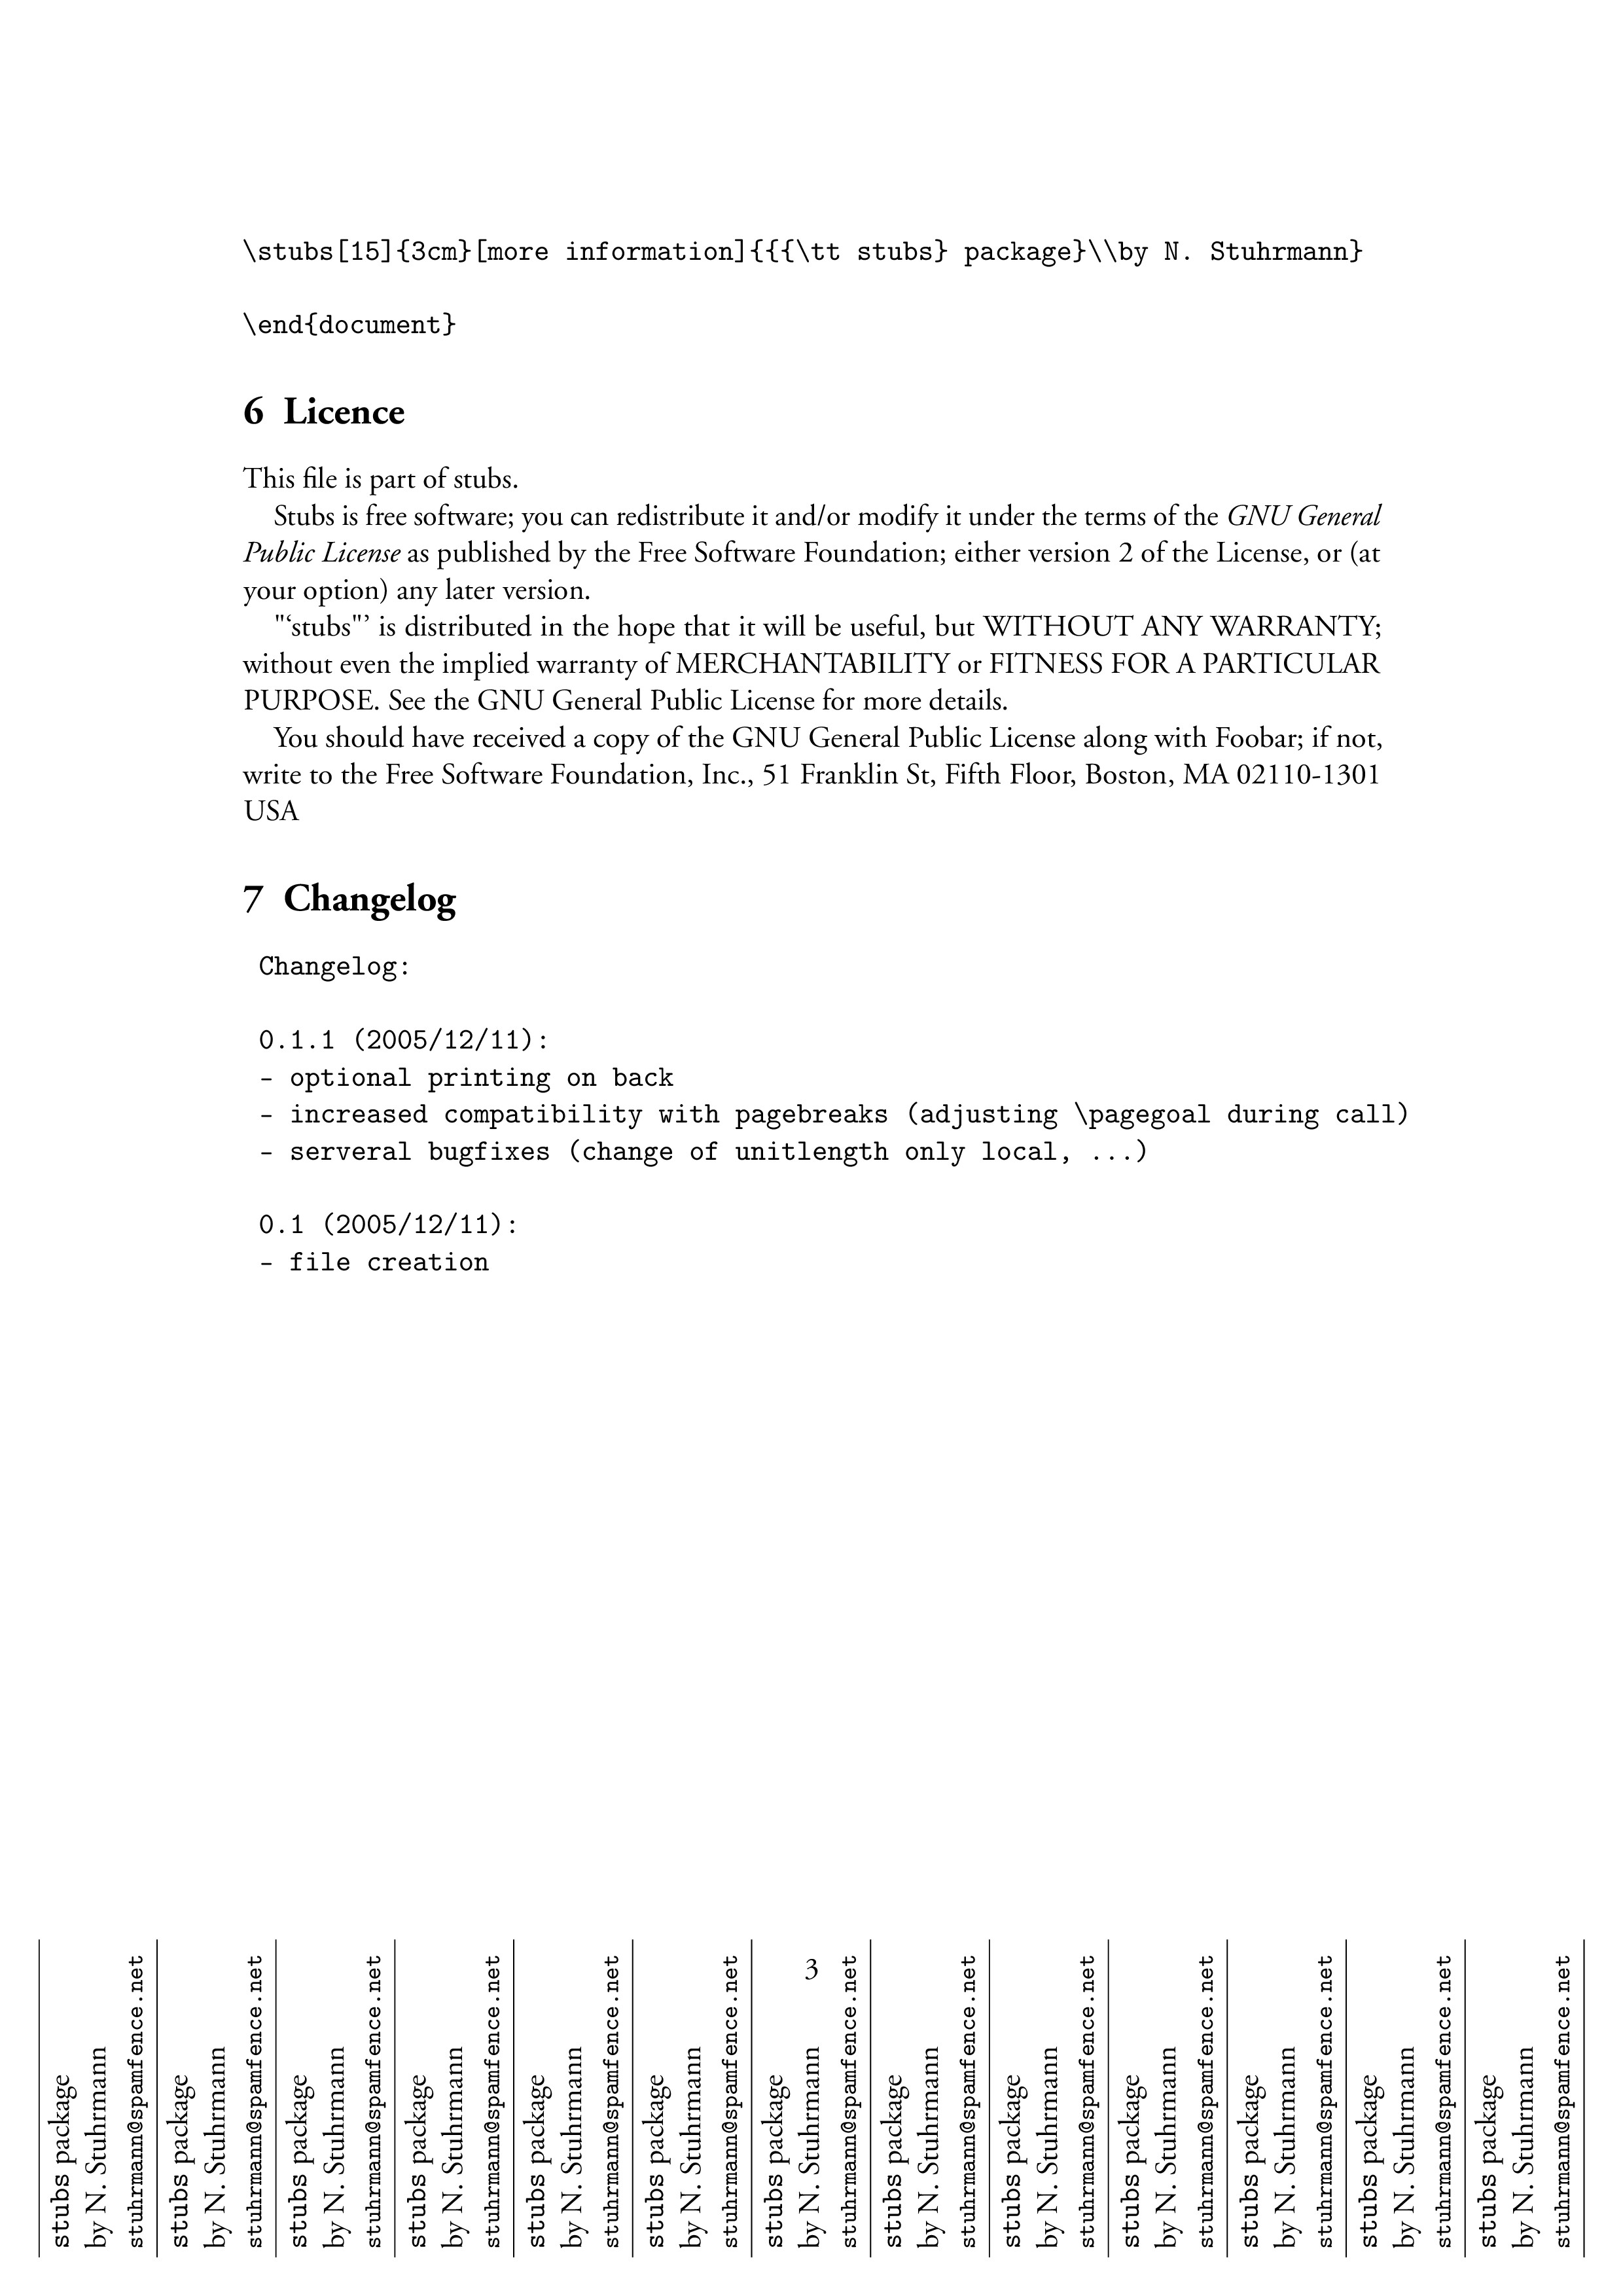 \stubs[15]{3cm}[more information]{{{\tt stubs} package}\\by N. Stuhrmann}
\end{document}
6 Licence
This file is part of stubs.
Stubs is free software; you can redistribute it and/or modify it under the terms of the GNU General
Public License as published by the Free Software Foundation; either version 2 of the License, or (at
your option) any later version.
"‘stubs"’ is distributed in the hope that it will be useful, but WITHOUT ANY WARRANTY;
without even the implied warranty of MERCHANTABILITY or FITNESS FOR A PARTICULAR
PURPOSE. See the GNU General Public License for more details.
You should have received a copy of the GNU General Public License along with Foobar; if not,
write to the Free Software Foundation, Inc., 51 Franklin St, Fifth Floor, Boston, MA 02110-1301
USA
7 Changelog
Changelog:
0.1.1 (2005/12/11):
- optional printing on back
- increased compatibility with pagebreaks (adjusting \pagegoal during call)
- serveral bugfixes (change of unitlength only local, ...)
0.1 (2005/12/11):
- file creation
3
stubs package
by N. Stuhrmann
stuhrmann@spamfence.net
stubs package
by N. Stuhrmann
stuhrmann@spamfence.net
stubs package
by N. Stuhrmann
stuhrmann@spamfence.net
stubs package
by N. Stuhrmann
stuhrmann@spamfence.net
stubs package
by N. Stuhrmann
stuhrmann@spamfence.net
stubs package
by N. Stuhrmann
stuhrmann@spamfence.net
stubs package
by N. Stuhrmann
stuhrmann@spamfence.net
stubs package
by N. Stuhrmann
stuhrmann@spamfence.net
stubs package
by N. Stuhrmann
stuhrmann@spamfence.net
stubs package
by N. Stuhrmann
stuhrmann@spamfence.net
stubs package
by N. Stuhrmann
stuhrmann@spamfence.net
stubs package
by N. Stuhrmann
stuhrmann@spamfence.net
stubs package
by N. Stuhrmann
stuhrmann@spamfence.net